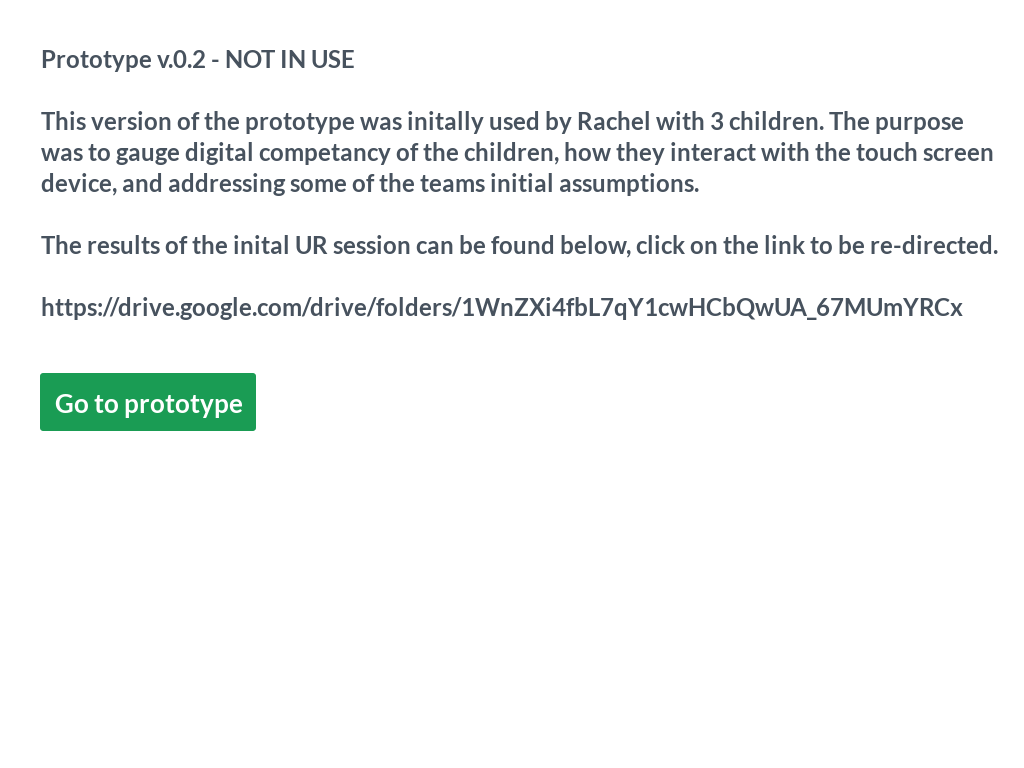 Prototype v.0.2 - NOT IN USE
This version of the prototype was initally used by Rachel with 3 children. The purpose
was to gauge digital competancy of the children, how they interact with the touch screen
device, and addressing some of the teams initial assumptions.
The results of the inital UR session can be found below, click on the link to be re-directed.
https://drive.google.com/drive/folders/1WnZXi4fbL7qY1cwHCbQwUA_67MUmYRCx
Go to prototype